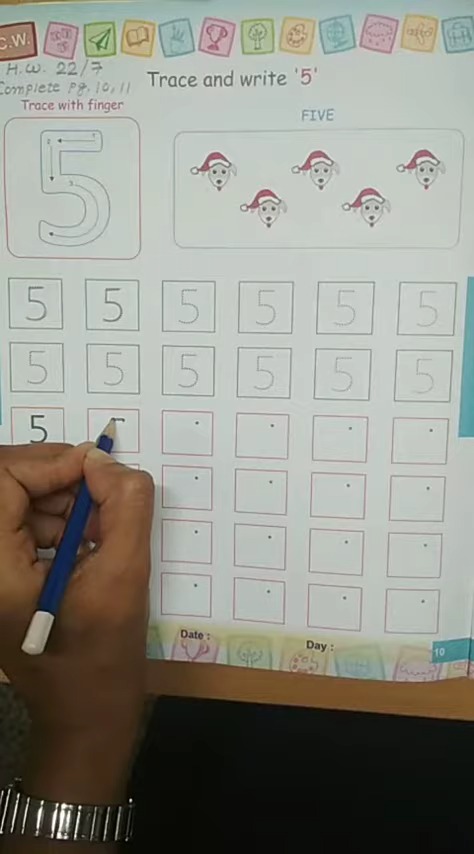 C.W.
H.W. 22/7
Complete Pg. 10, 11
Trace and write '5'
Trace with finger
FIVE
5
5 5 5 5 5 5
5 5 5 5 5 5
5
Date :
Day :
10